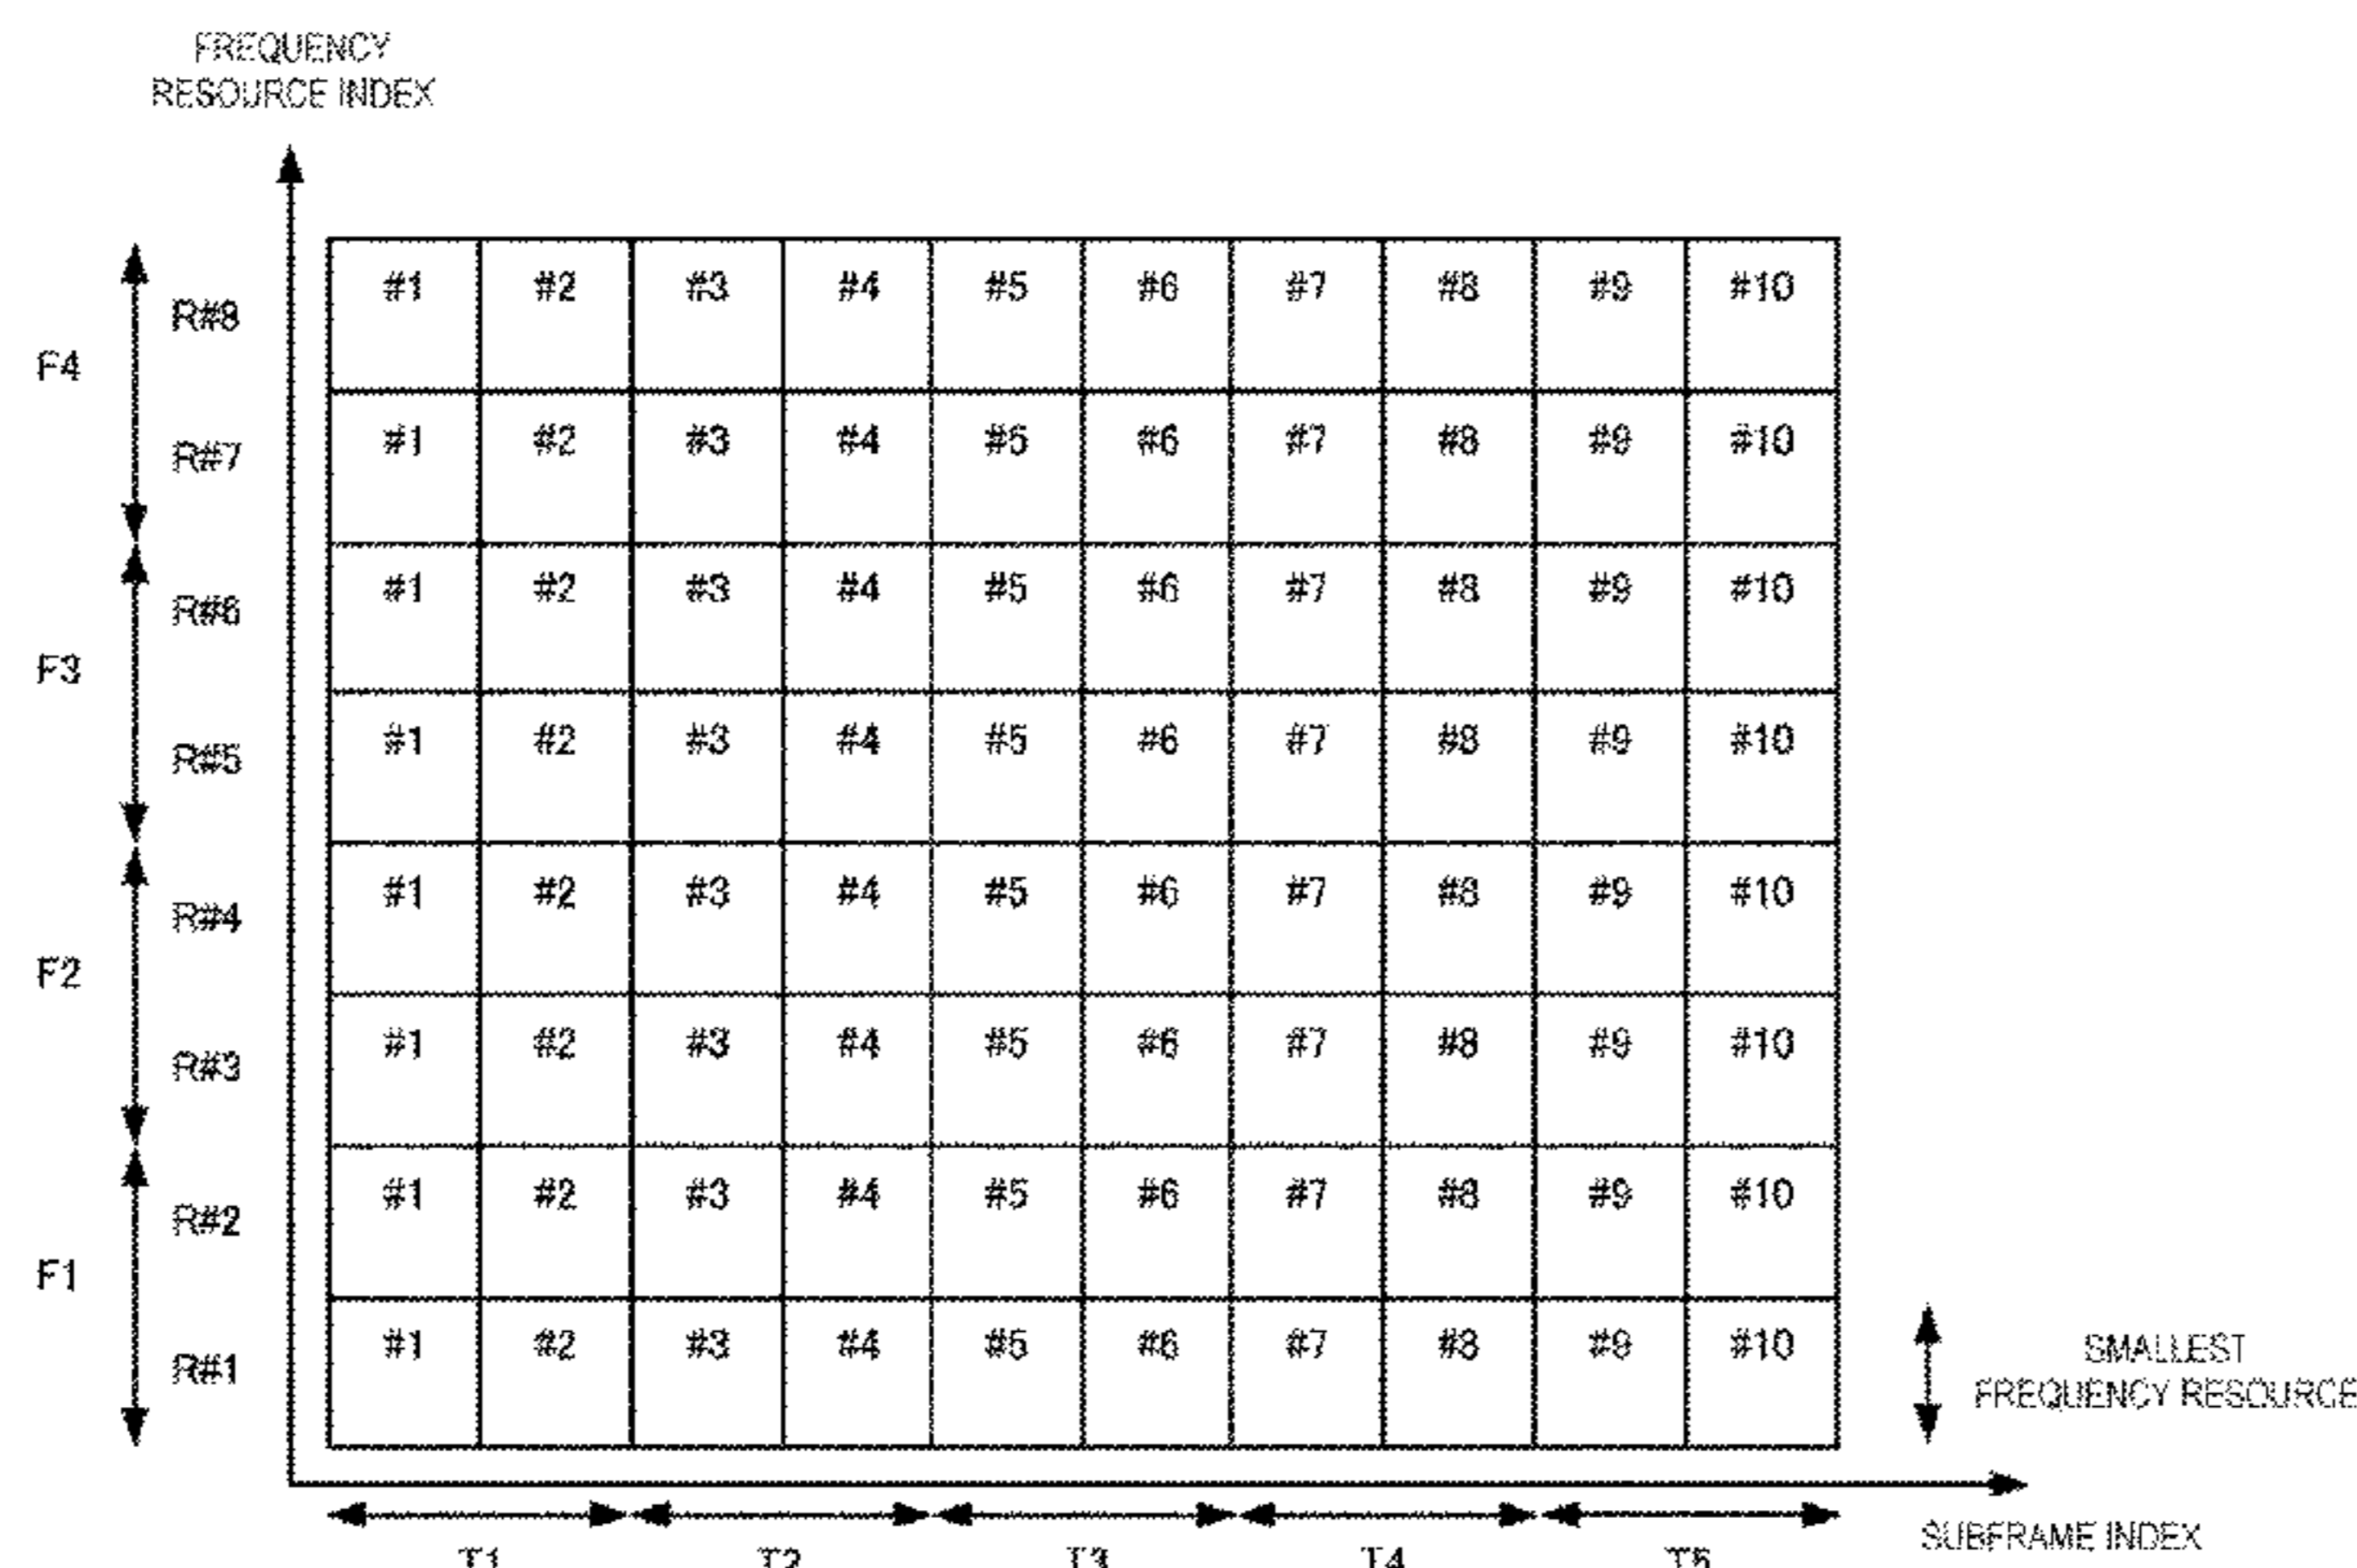 FREQUENCY
RESOURCE INDEX
R#8 #1 #2 #3 #4 #5 #6 #7 #8 #9 #10
F4
R#7 #1 #2 #3 #4 #5 #6 #7 #8 #9 #10
R#6 #1 #2 #3 #4 #5 #6 #7 #8 #9 #10
F3
R#5 #1 #2 #3 #4 #5 #6 #7 #8 #9 #10
R#4 #1 #2 #3 #4 #5 #6 #7 #8 #9 #10
F2
R#3 #1 #2 #3 #4 #5 #6 #7 #8 #9 #10
R#2 #1 #2 #3 #4 #5 #6 #7 #8 #9 #10
F1
R#1 #1 #2 #3 #4 #5 #6 #7 #8 #9 #10
SMALLEST
FREQUENCY RESOURCE
SUBFRAME INDEX
T1 T2 T3 T4 T5